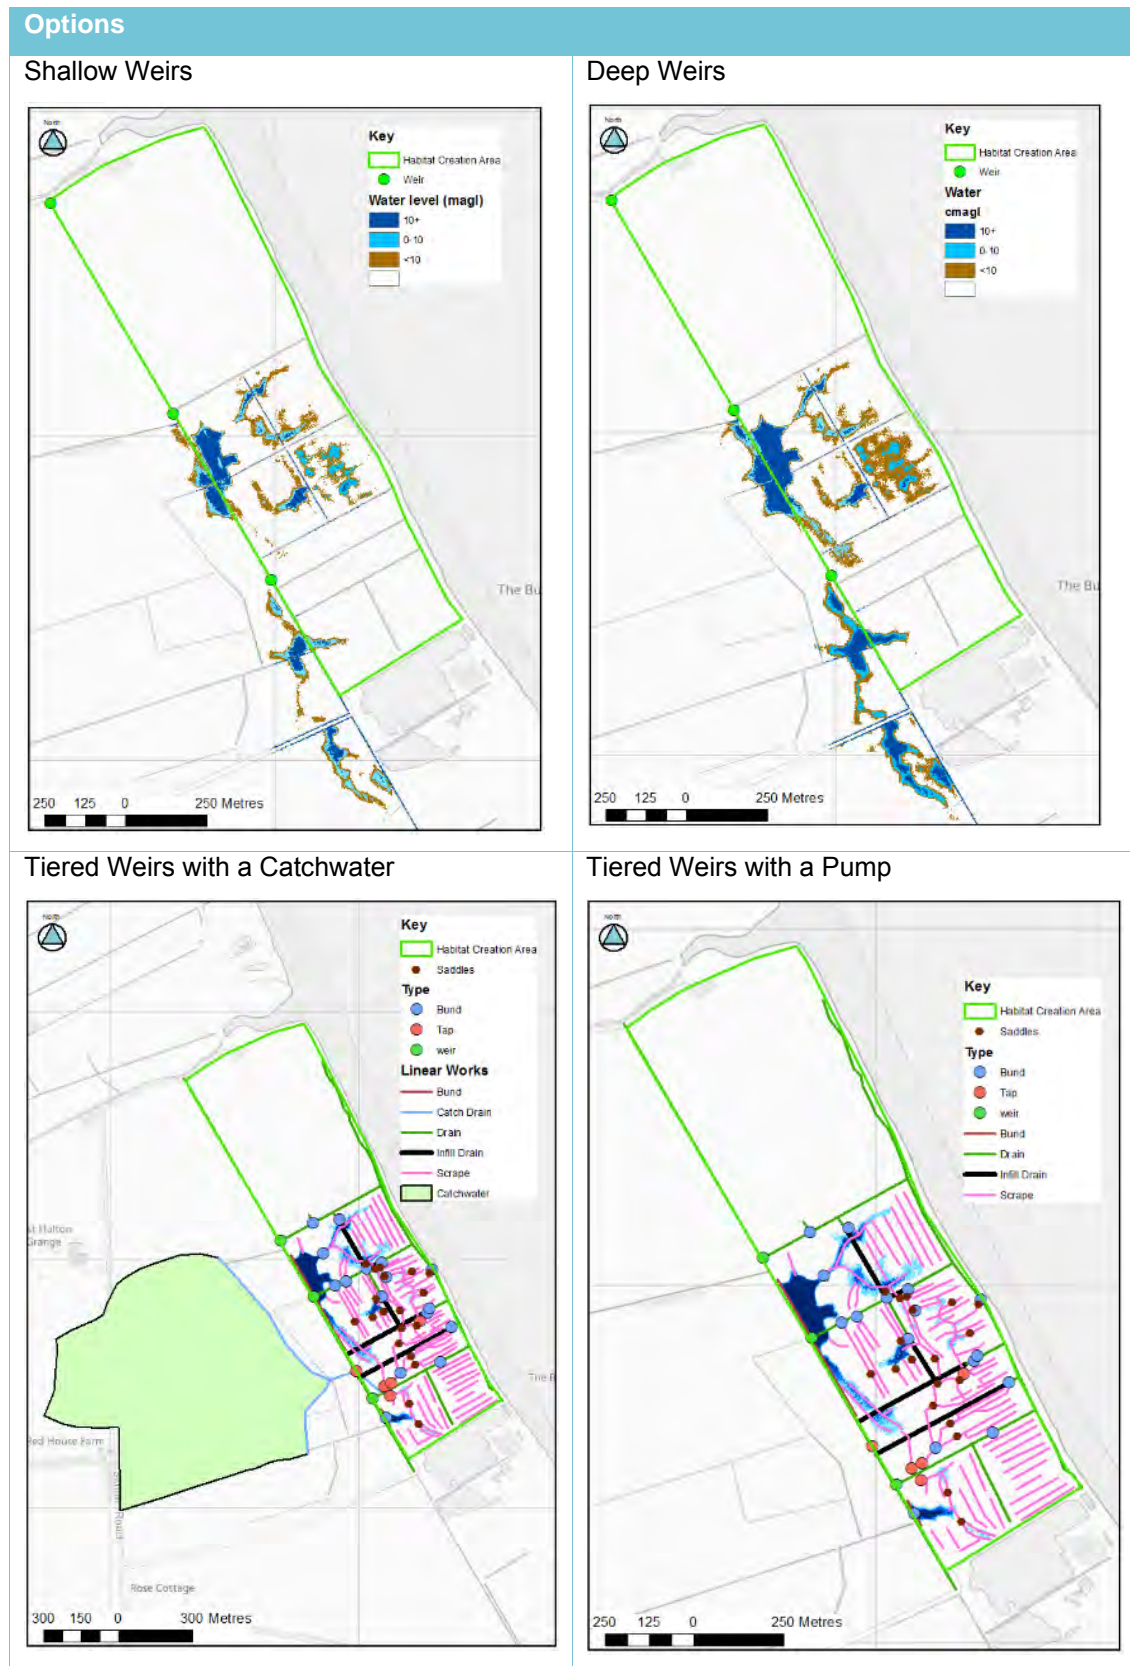 Options
Shallow Weirs
North
Key
Habitat Creation Area
Weir
Water level (magl)
10+
0-10
<10
The Bu
250 125 0 250 Metres
Deep Weirs
North
Key
Habitat Creation Area
Weir
Water
cmagl
10+
0-10
<10
The Bu
250 125 0 250 Metres
Tiered Weirs with a Catchwater
North
Key
Habitat Creation Area
Saddles
Type
Bund
Tap
weir
Linear Works
Bund
Catch Drain
Drain
Infill Drain
Scrape
Catchwater
st Halton
Grange
The B
Red House Farm
Road
Rose Cottage
300 150 0 300 Metres
Tiered Weirs with a Pump
North
Key
Habitat Creation Area
Saddles
Type
Bund
Tap
weir
Bund
Drain
Infill Drain
Scrape
250 125 0 250 Metres